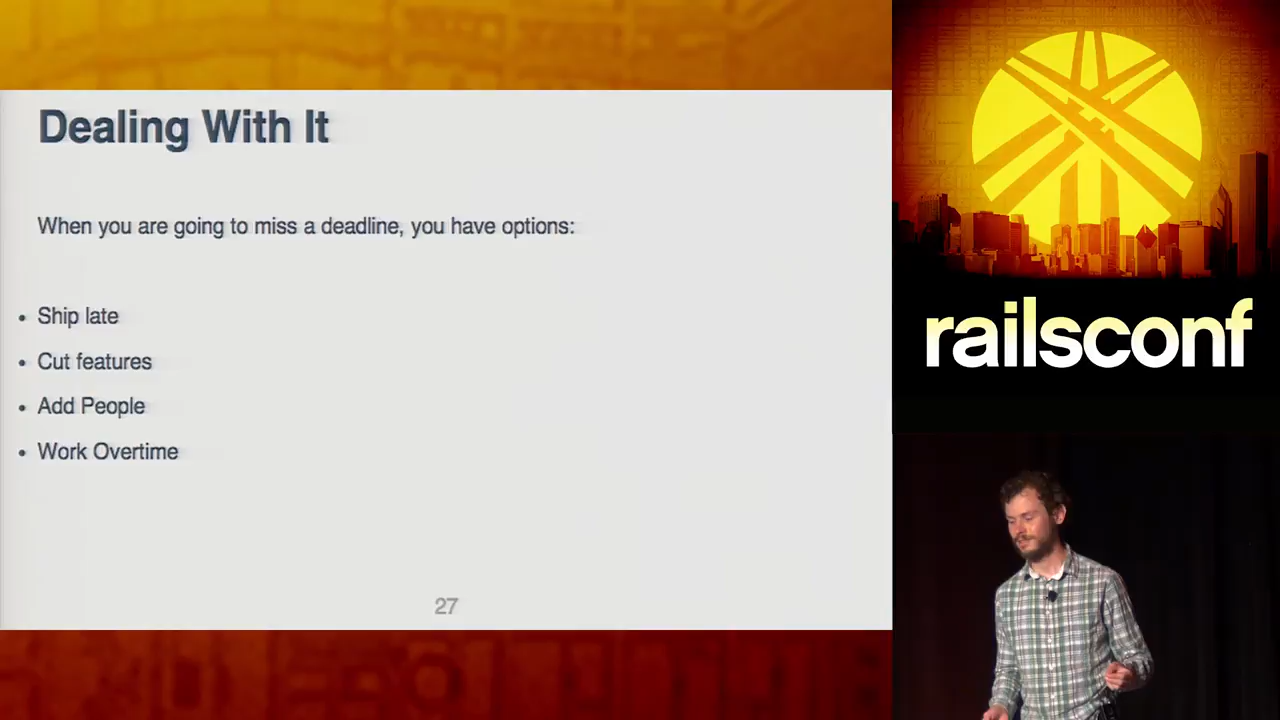 Dealing With It
When you are going to miss a deadline, you have options:
• Ship late
• Cut features
• Add People
• Work Overtime
27
railsconf